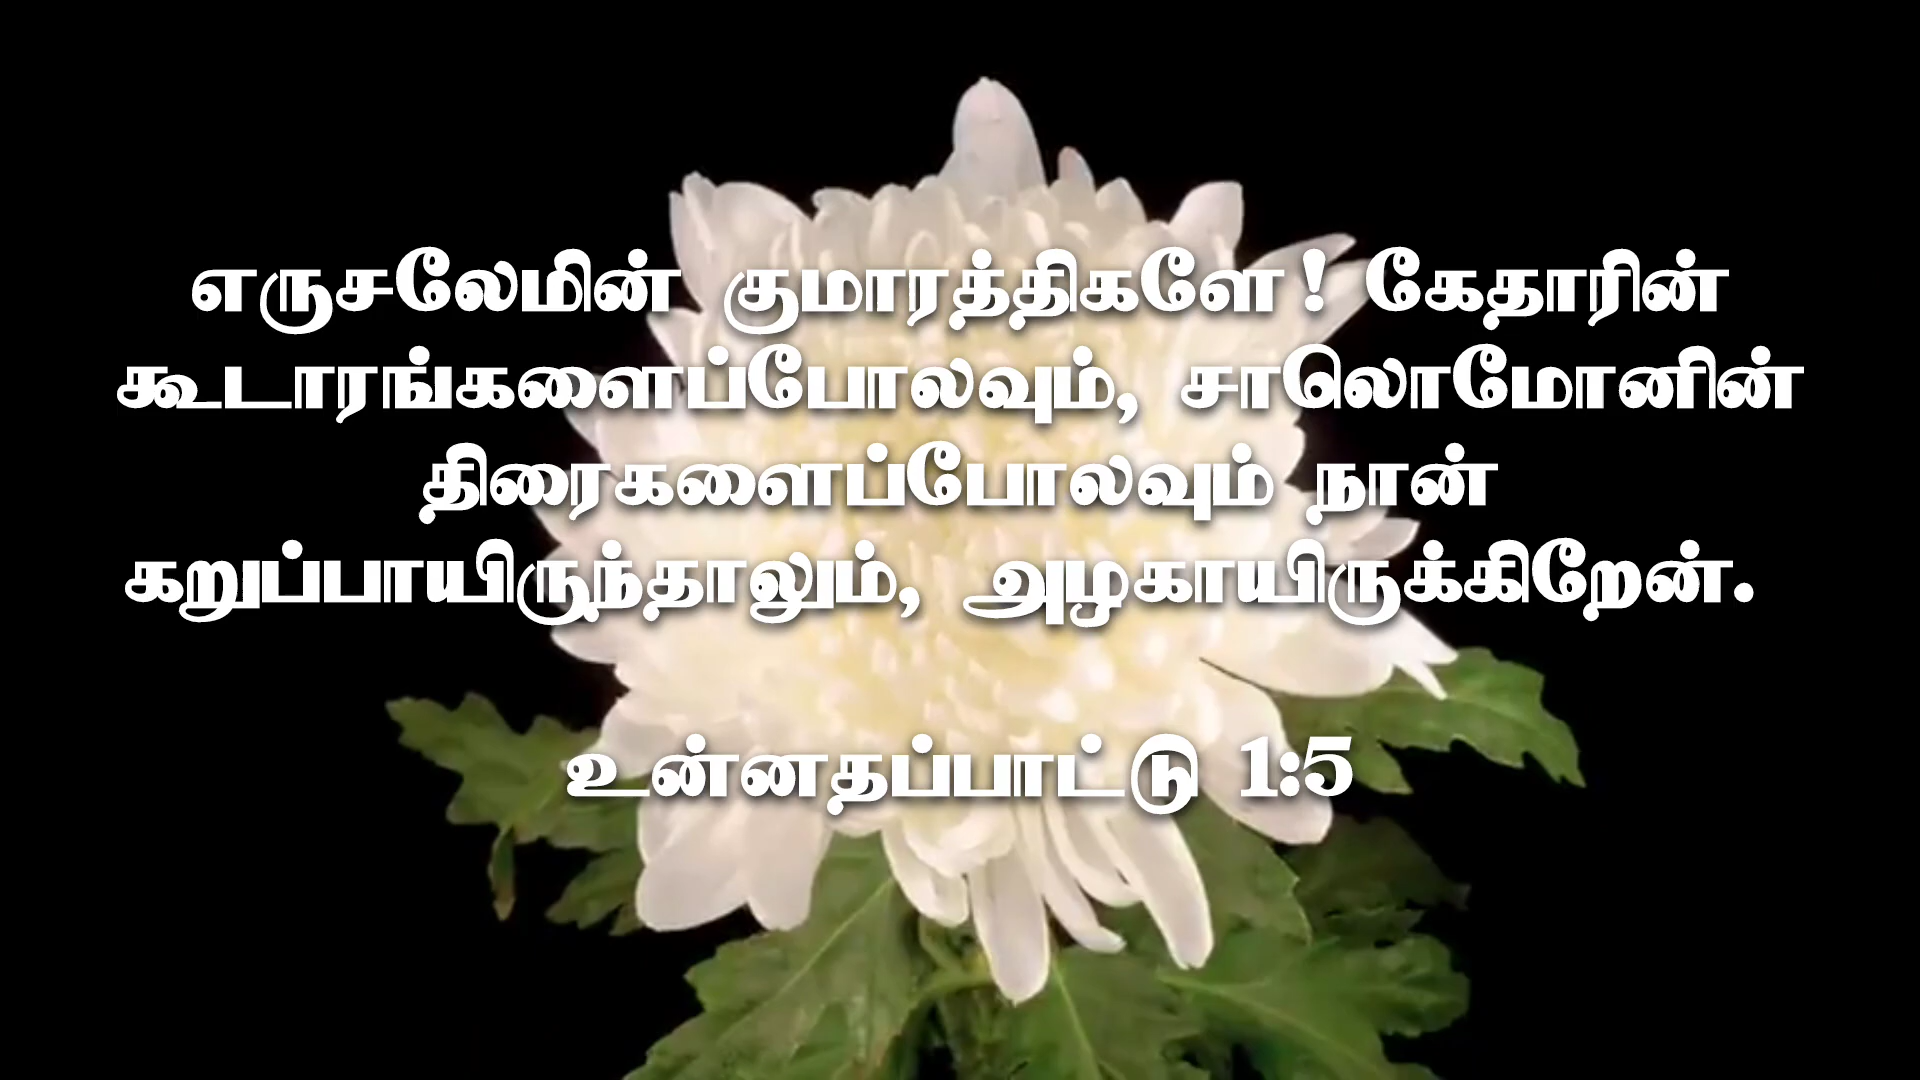 எருசலேமின் குமாரத்திகளே! கேதாரின்
கூடாரங்களைப்போலவும், சாலொமோனின்
திரைகளைப்போலவும் நான்
கறுப்பாயிருந்தாலும், அழகாயிருக்கிறேன்.
உன்னதப்பாட்டு 1:5